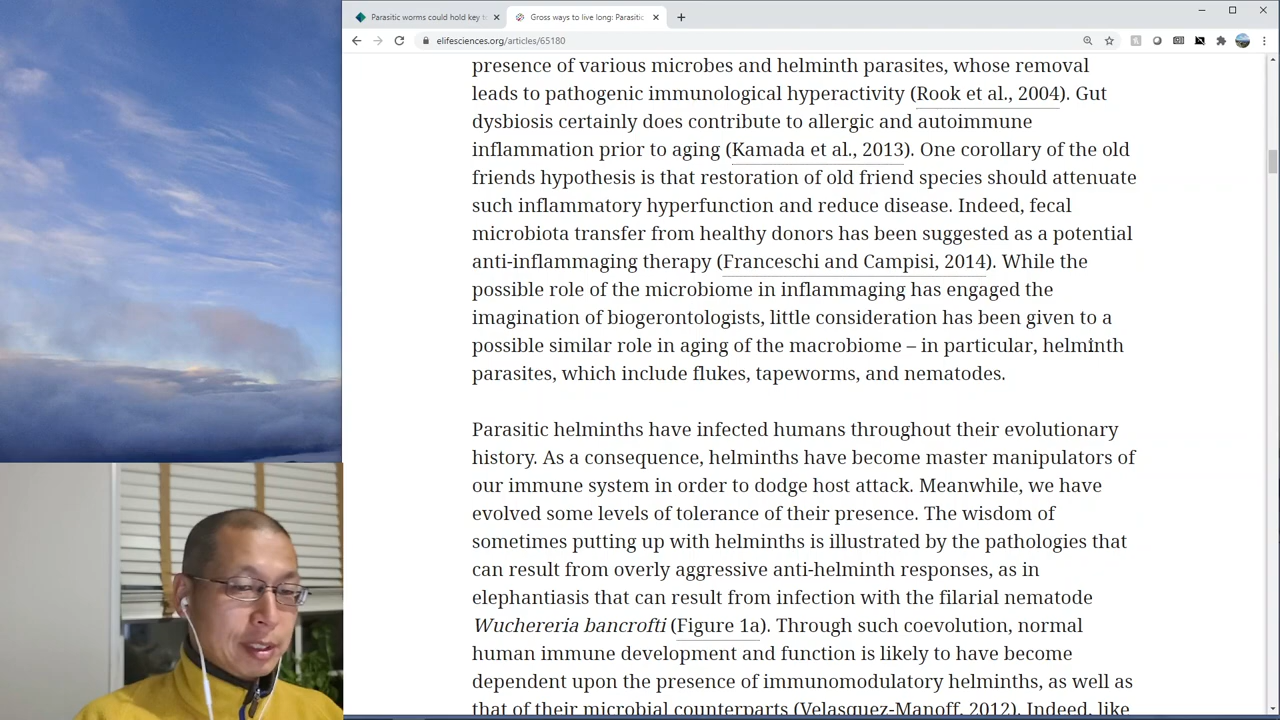 Parasitic worms could hold key t
Gross ways to live long: Parasitic
elifesciences.org/articles/65180
presence of various microbes and helminth parasites, whose removal
leads to pathogenic immunological hyperactivity (Rook et al., 2004). Gut
dysbiosis certainly does contribute to allergic and autoimmune
inflammation prior to aging (Kamada et al., 2013). One corollary of the old
friends hypothesis is that restoration of old friend species should attenuate
such inflammatory hyperfunction and reduce disease. Indeed, fecal
microbiota transfer from healthy donors has been suggested as a potential
anti-inflammaging therapy (Franceschi and Campisi, 2014). While the
possible role of the microbiome in inflammaging has engaged the
imagination of biogerontologists, little consideration has been given to a
possible similar role in aging of the macrobiome – in particular, helminth
parasites, which include flukes, tapeworms, and nematodes.
Parasitic helminths have infected humans throughout their evolutionary
history. As a consequence, helminths have become master manipulators of
our immune system in order to dodge host attack. Meanwhile, we have
evolved some levels of tolerance of their presence. The wisdom of
sometimes putting up with helminths is illustrated by the pathologies that
can result from overly aggressive anti-helminth responses, as in
elephantiasis that can result from infection with the filarial nematode
Wuchereria bancrofti (Figure 1a). Through such coevolution, normal
human immune development and function is likely to have become
dependent upon the presence of immunomodulatory helminths, as well as
that of their microbial counterparts (Velasquez-Manoff, 2012). Indeed, like